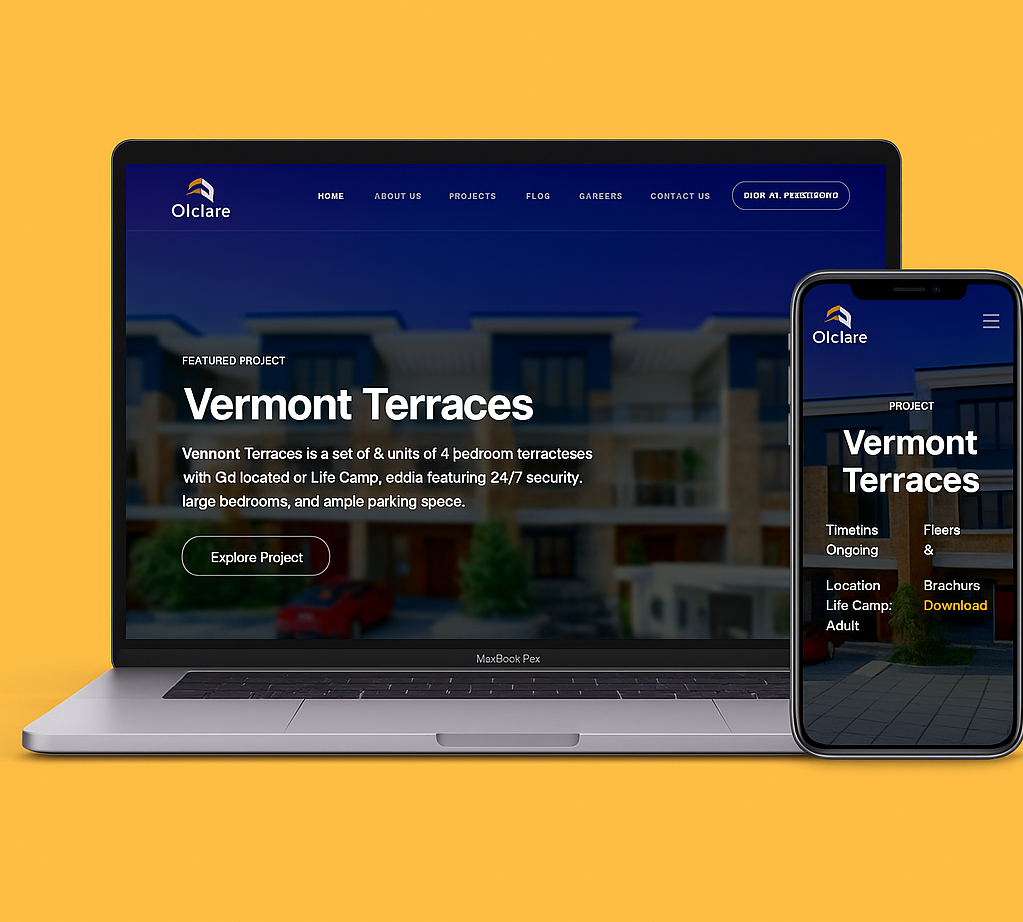 Olclare
HOME ABOUT US PROJECTS FLOG GAREERS CONTACT US
FEATURED PROJECT
Vermont Terraces
Vennont Terraces is a set of & units of 4 þedroom terracteses
with Gd located or Life Camp, eddia featuring 24/7 security.
large bedrooms, and ample parking spece.
Explore Project
MaxBook Pex
Olclare
PROJECT
Vermont
Terraces
Timetins
Ongoing
Fleers
&
Location
Life Camp:
Adult
Brachurs
Download